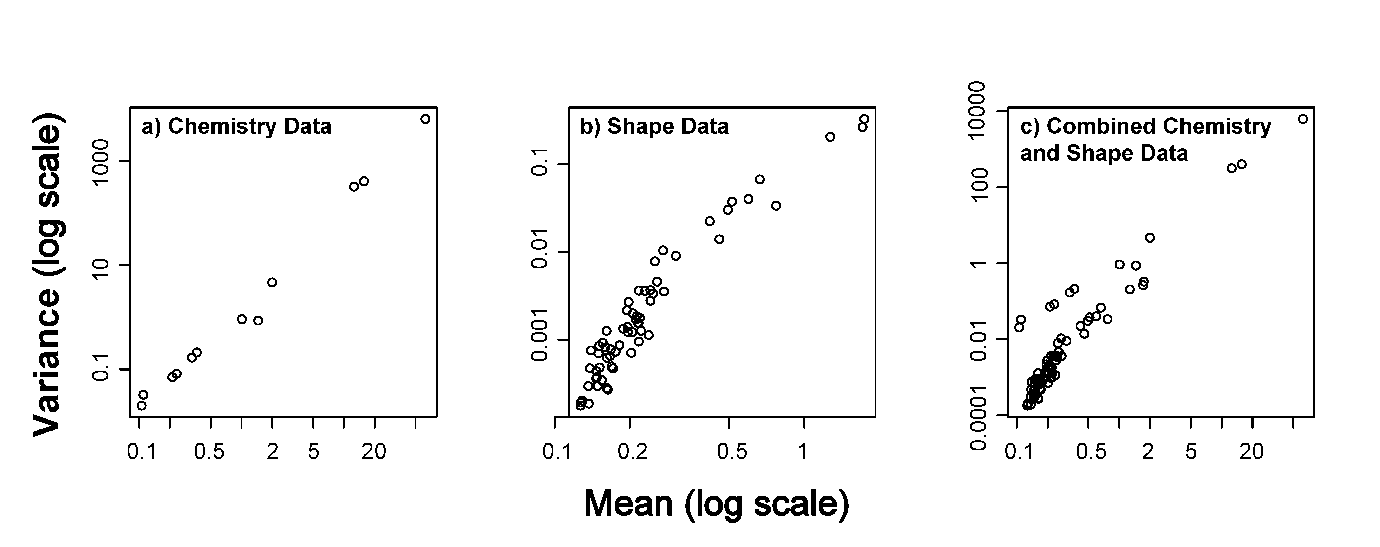 Variance (log scale)
a) Chemistry Data
1000
10
0.1
0.1 0.5 2 5 20
b) Shape Data
0.1
0.01
0.001
0.1 0.2 0.5 1
c) Combined Chemistry
and Shape Data
10000
100
1
0.01
0.0001
0.1 0.5 2 5 20
Mean (log scale)